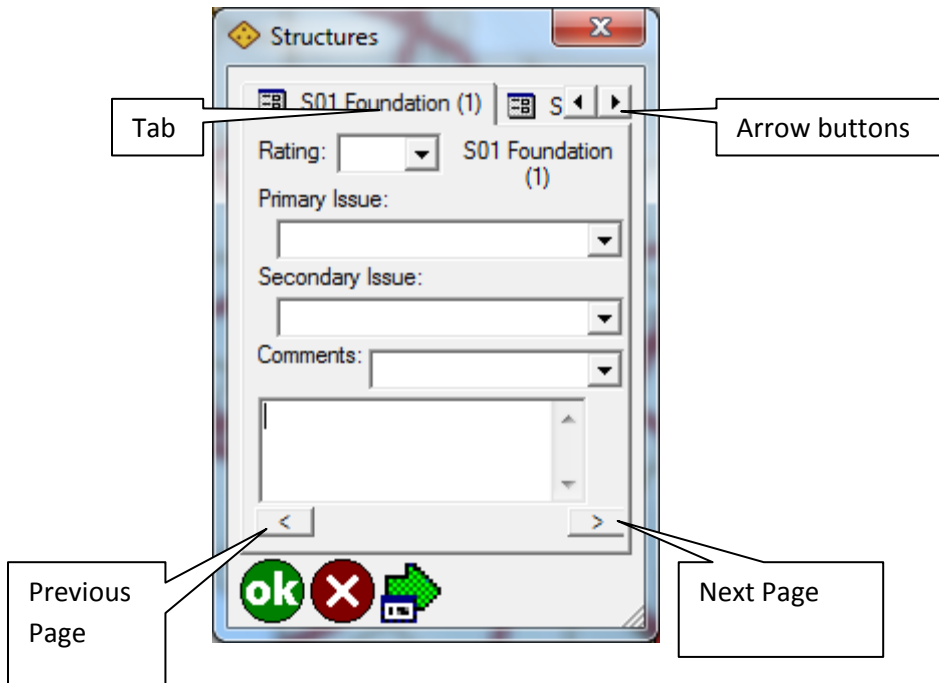 Structures
S01 Foundation (1) S
Tab
Arrow buttons
Rating: S01 Foundation
(1)
Primary Issue:
Secondary Issue:
Comments:
< >
Previous
Page
Next Page
ok